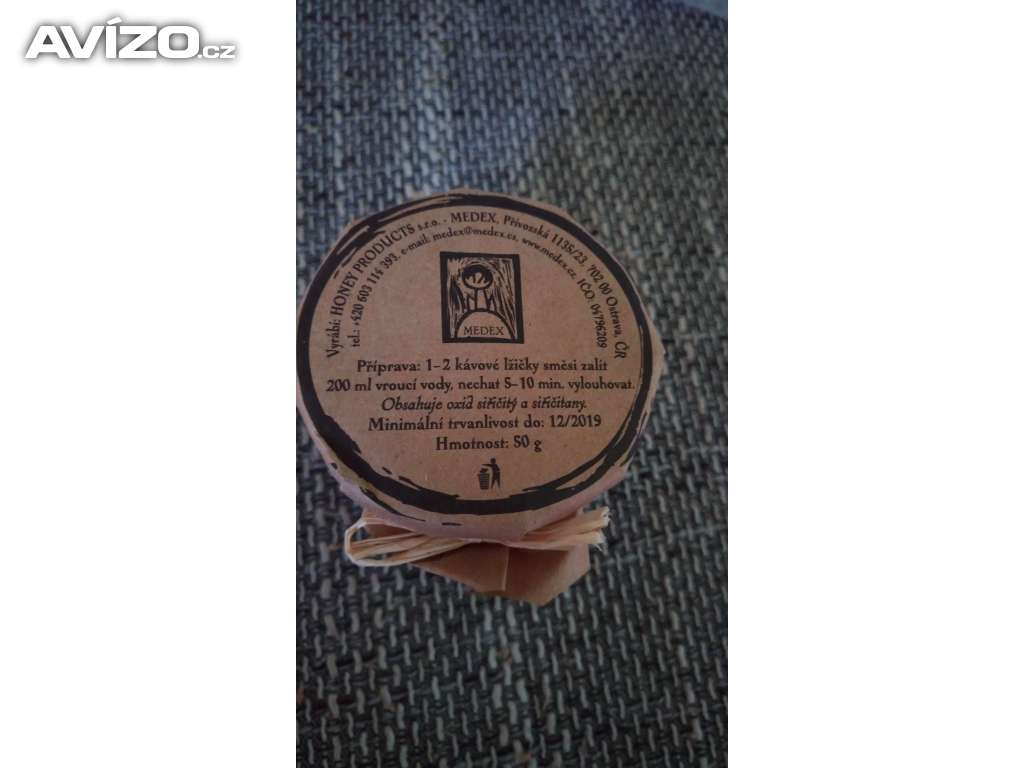 AVÍZO.cz
Vyrábí: HONEY PRODUCTS s.r.o. - MEDEX, Přívozská 1135/23, 702 00 Ostrava, ČR
tel.: +420 603 114 393, e-mail: medex@medex.cz, www.medex.cz, IČO: 04796209
MEDEX
Příprava: 1–2 kávové lžičky směsi zalít
200 ml vroucí vody, nechat 5–10 min. vylouhovat.
Obsahuje oxid siřičitý a siřičitany.
Minimální trvanlivost do: 12/2019
Hmotnost: 50 g